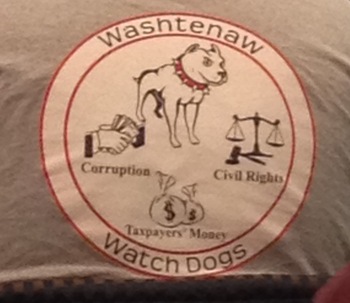 Washtenaw
Corruption
Civil Rights
$ $
Taxpayers' Money
Watch Dogs